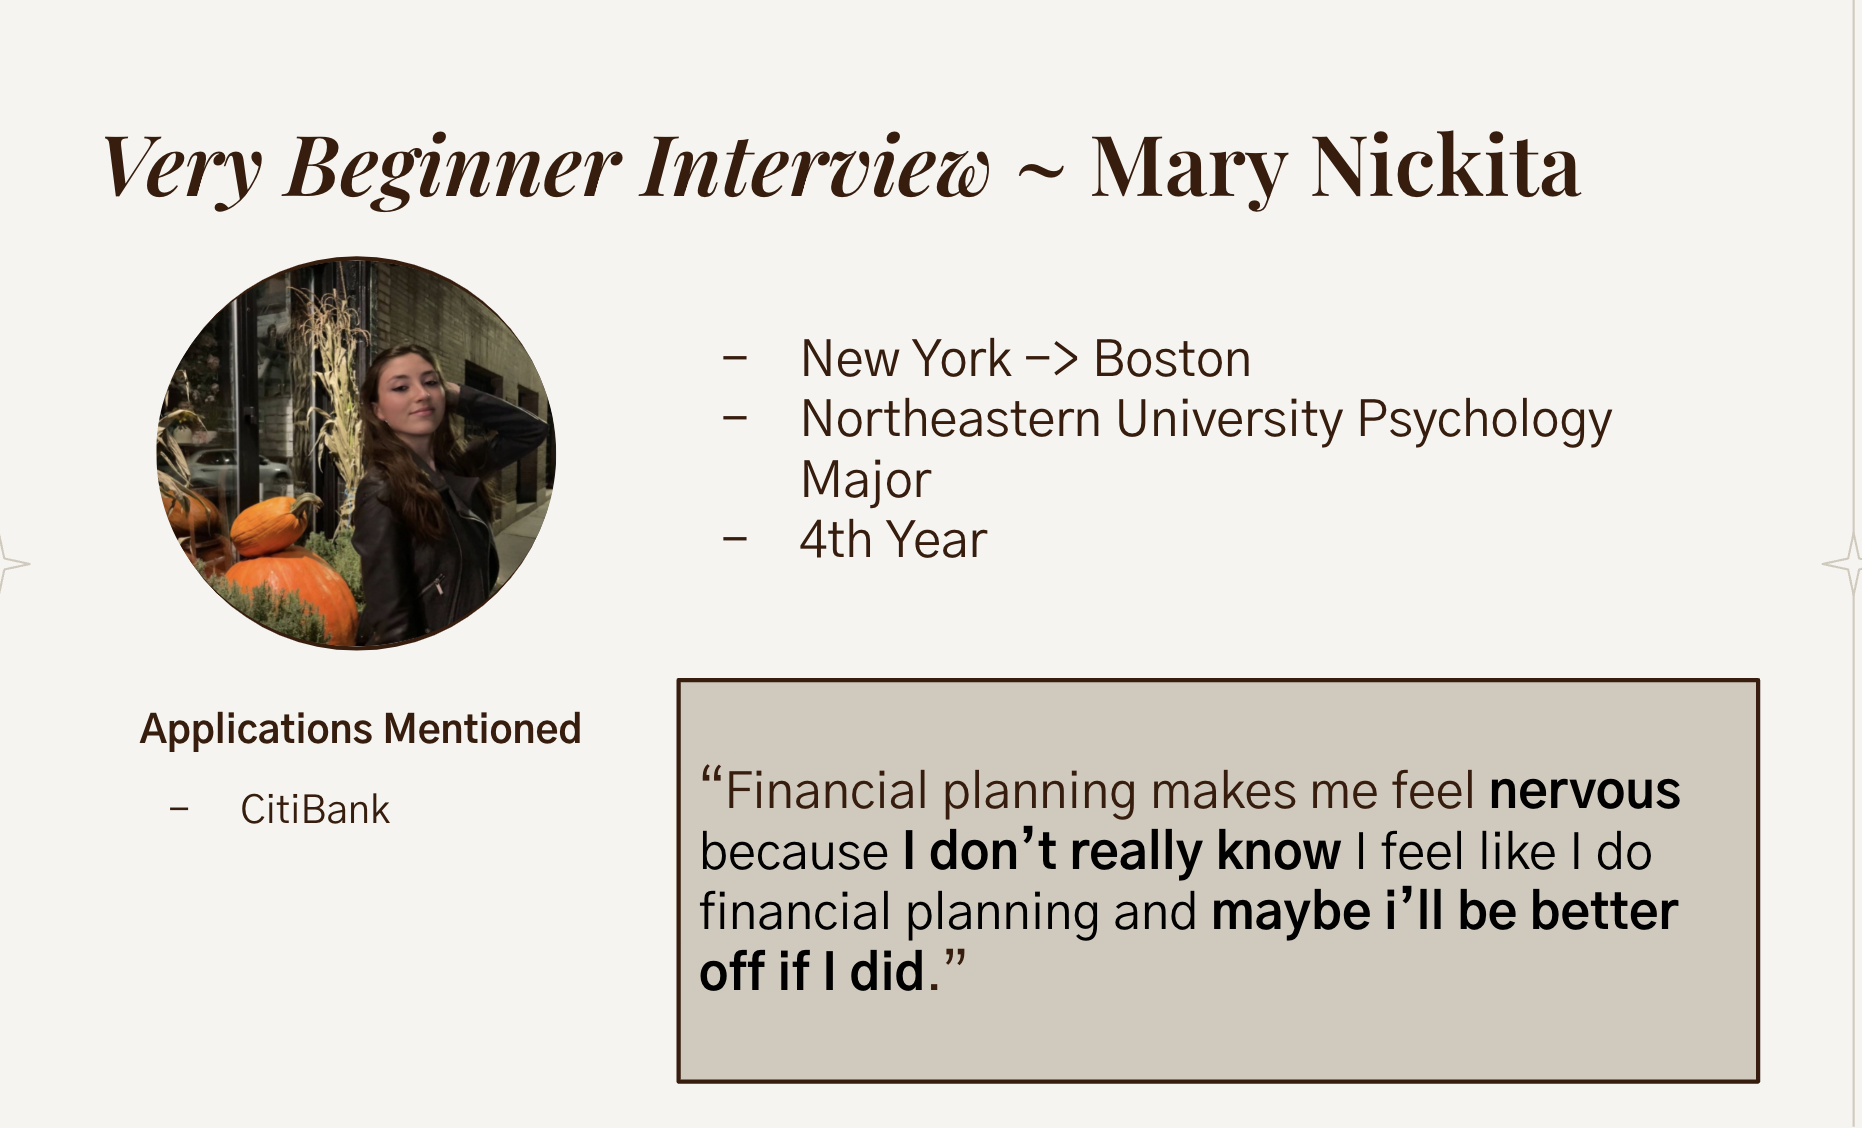 Very Beginner Interview ~ Mary Nickita
– New York –> Boston
– Northeastern University Psychology
Major
– 4th Year
Applications Mentioned
– CitiBank
“Financial planning makes me feel nervous
because I don’t really know I feel like I do
financial planning and maybe i’ll be better
off if I did.”